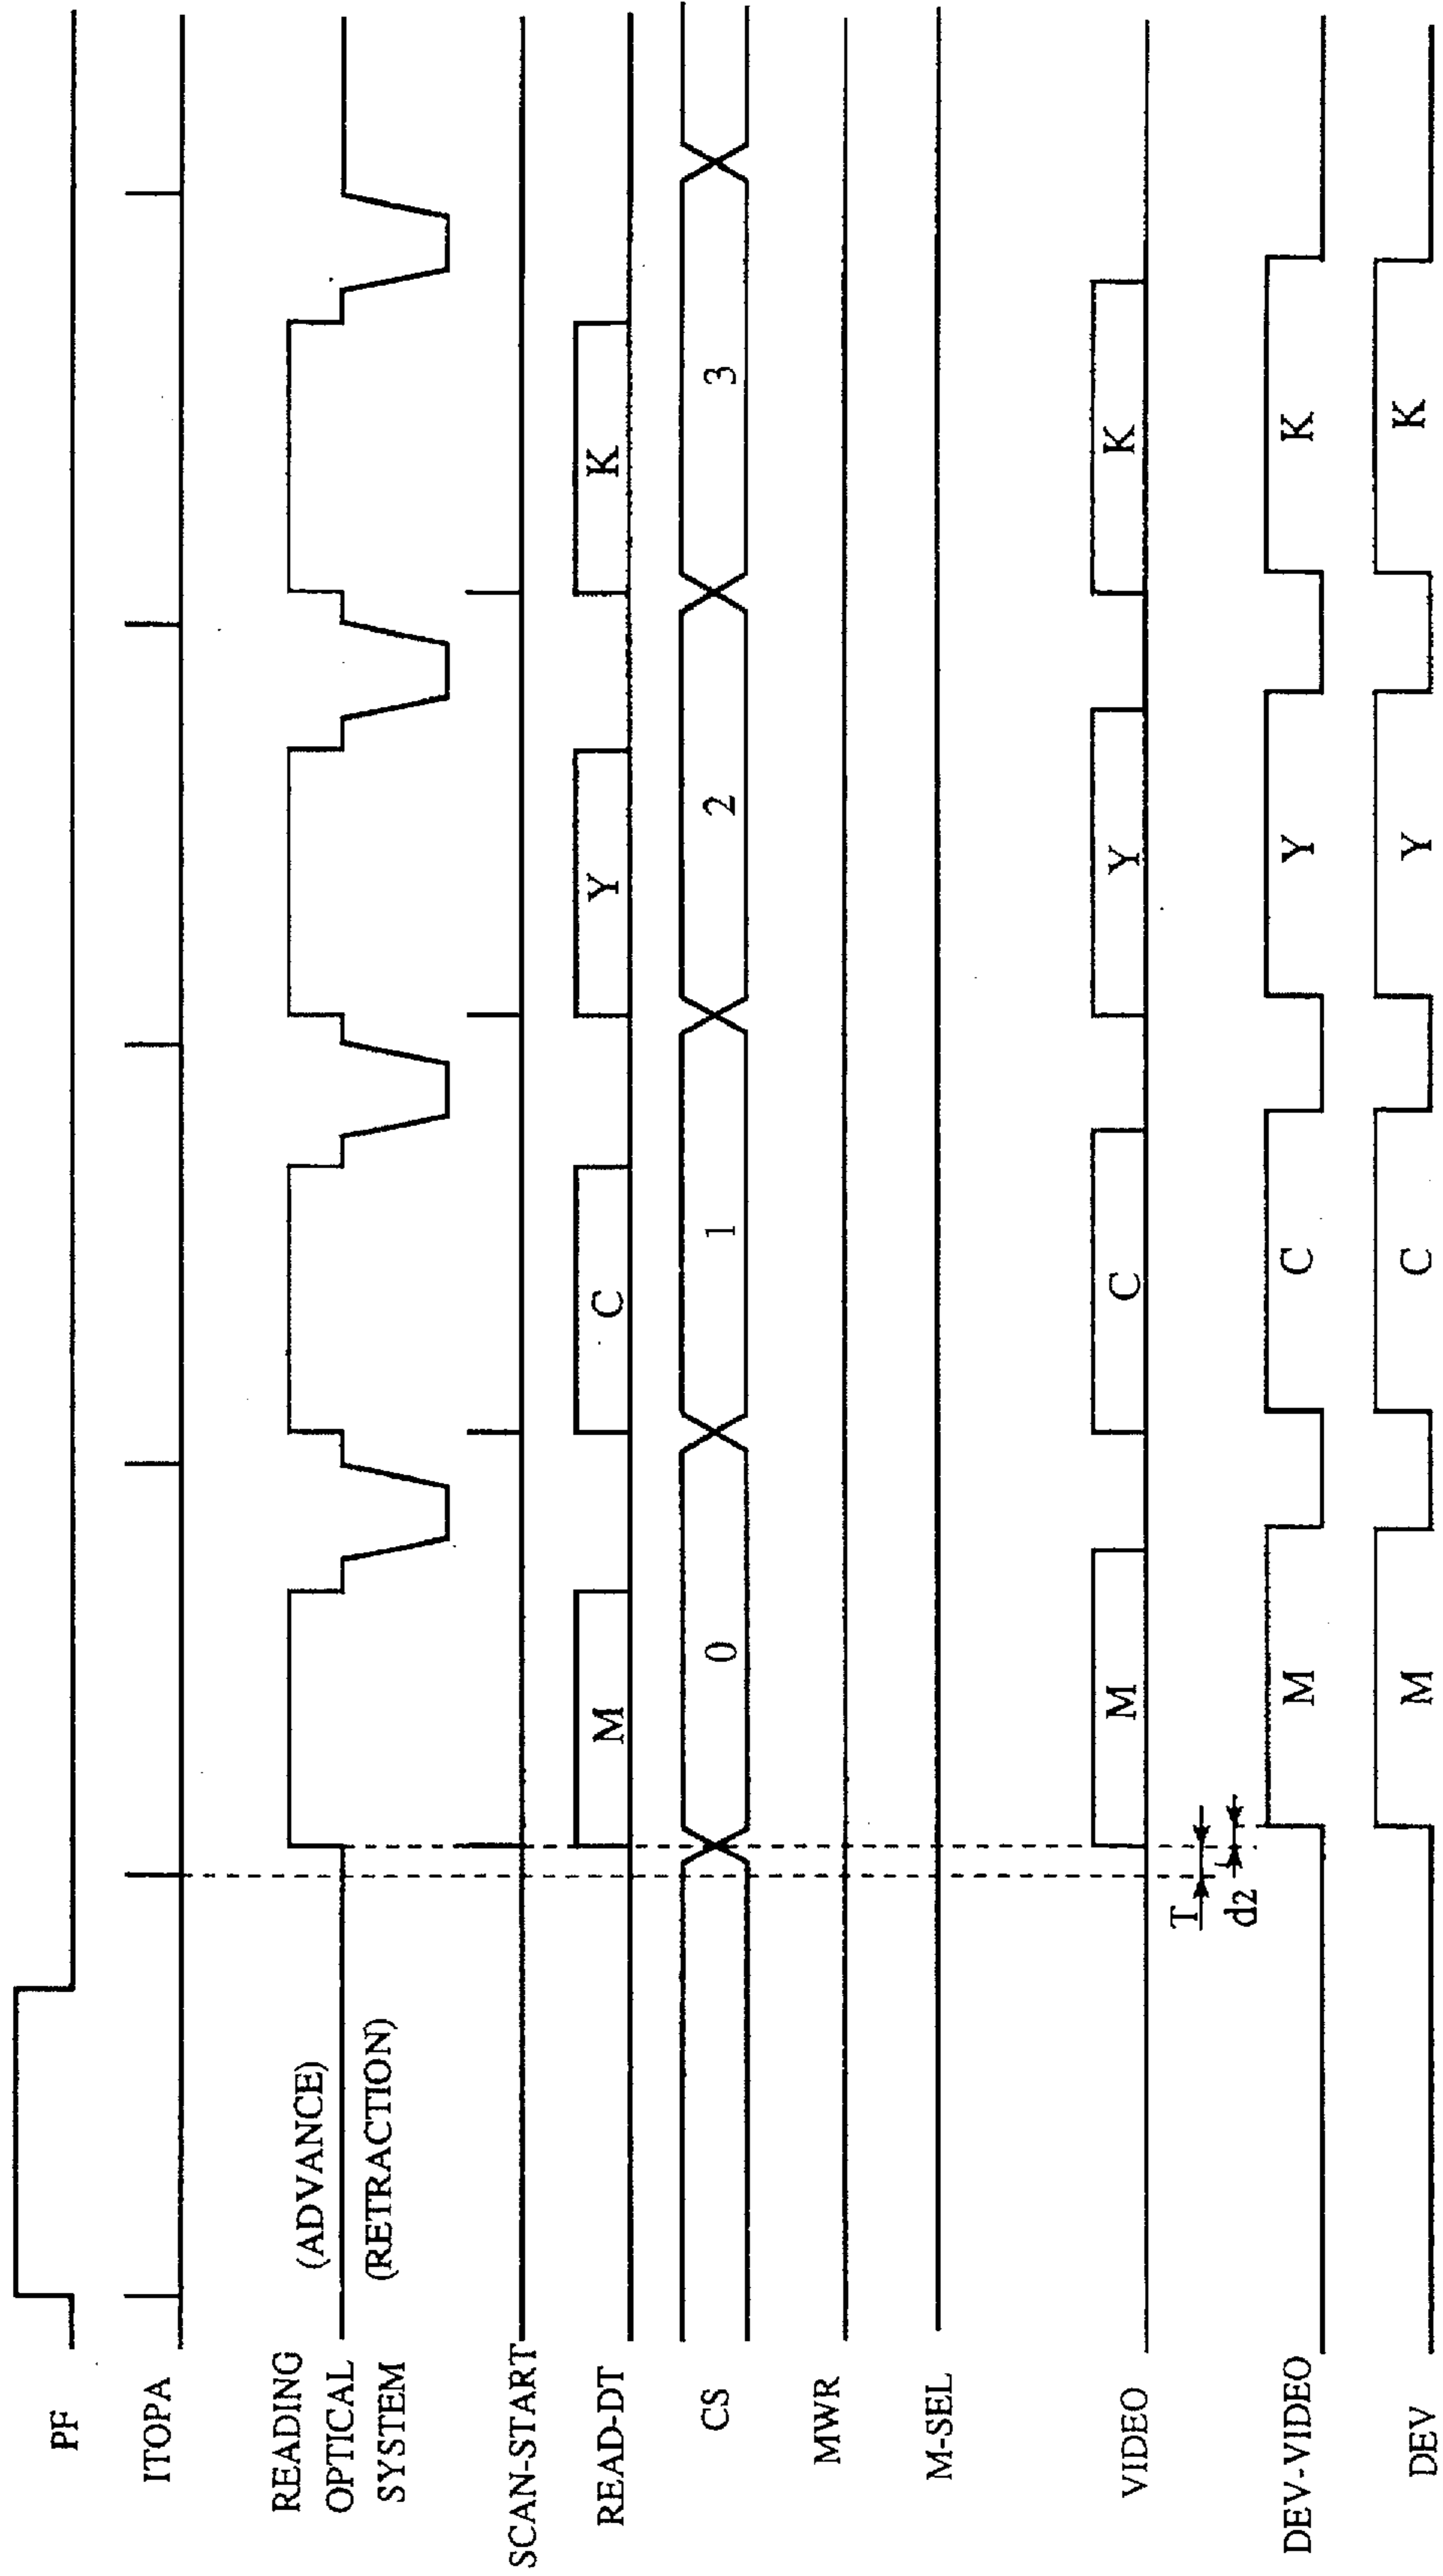 PF
ITOPA
READING
OPTICAL
SYSTEM
(ADVANCE)
(RETRACTION)
SCAN-START
READ-DT
M
C
Y
K
CS
0
1
2
3
MWR
M-SEL
VIDEO
M
C
Y
K
T
d2
DEV-VIDEO
M
C
Y
K
DEV
M
C
Y
K